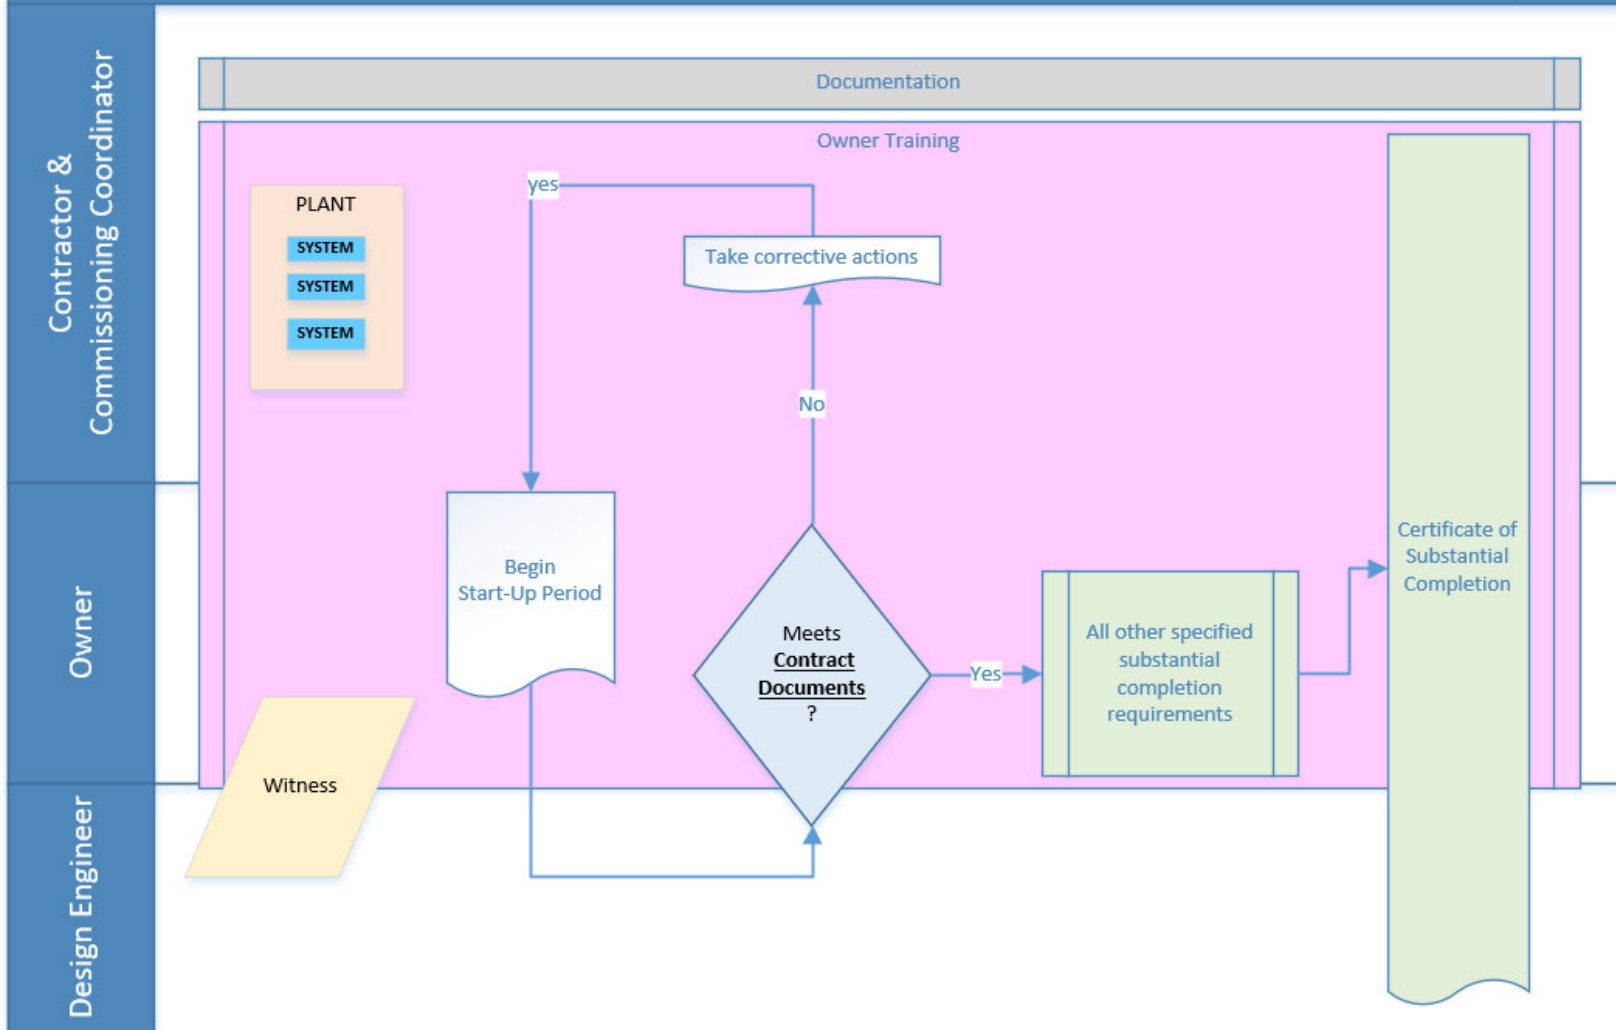 Contractor &
Commissioning Coordinator
Documentation
Owner Training
PLANT
SYSTEM
SYSTEM
SYSTEM
yes
Take corrective actions
No
Owner
Begin
Start-Up Period
Meets
Contract
Documents
?
Yes
All other specified
substantial
completion
requirements
Certificate of
Substantial
Completion
Witness
Design Engineer